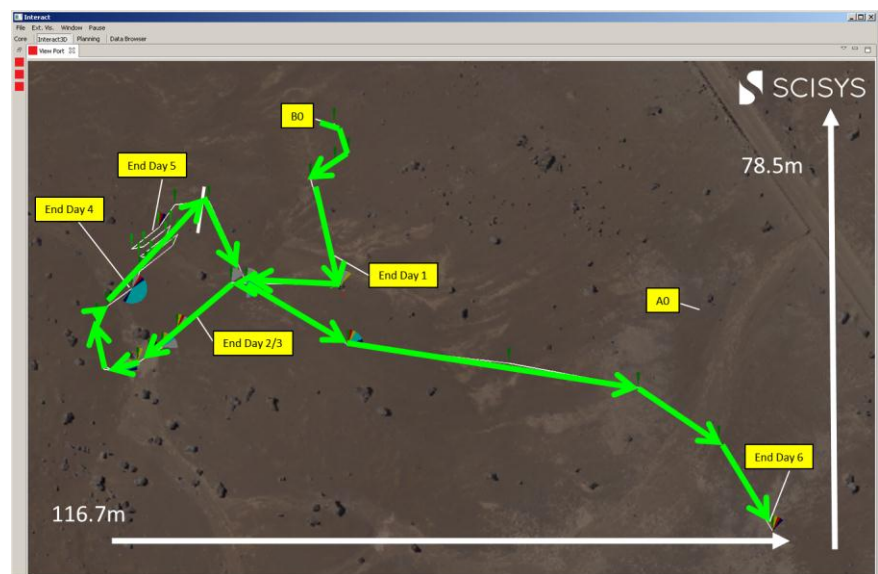 Interact
File Ext. Vis. Window Pause
Core Interact3D Planning Data Browser
View Port
SCISYS
B0
78.5m
End Day 5
End Day 4
End Day 1
A0
End Day 2/3
End Day 6
116.7m